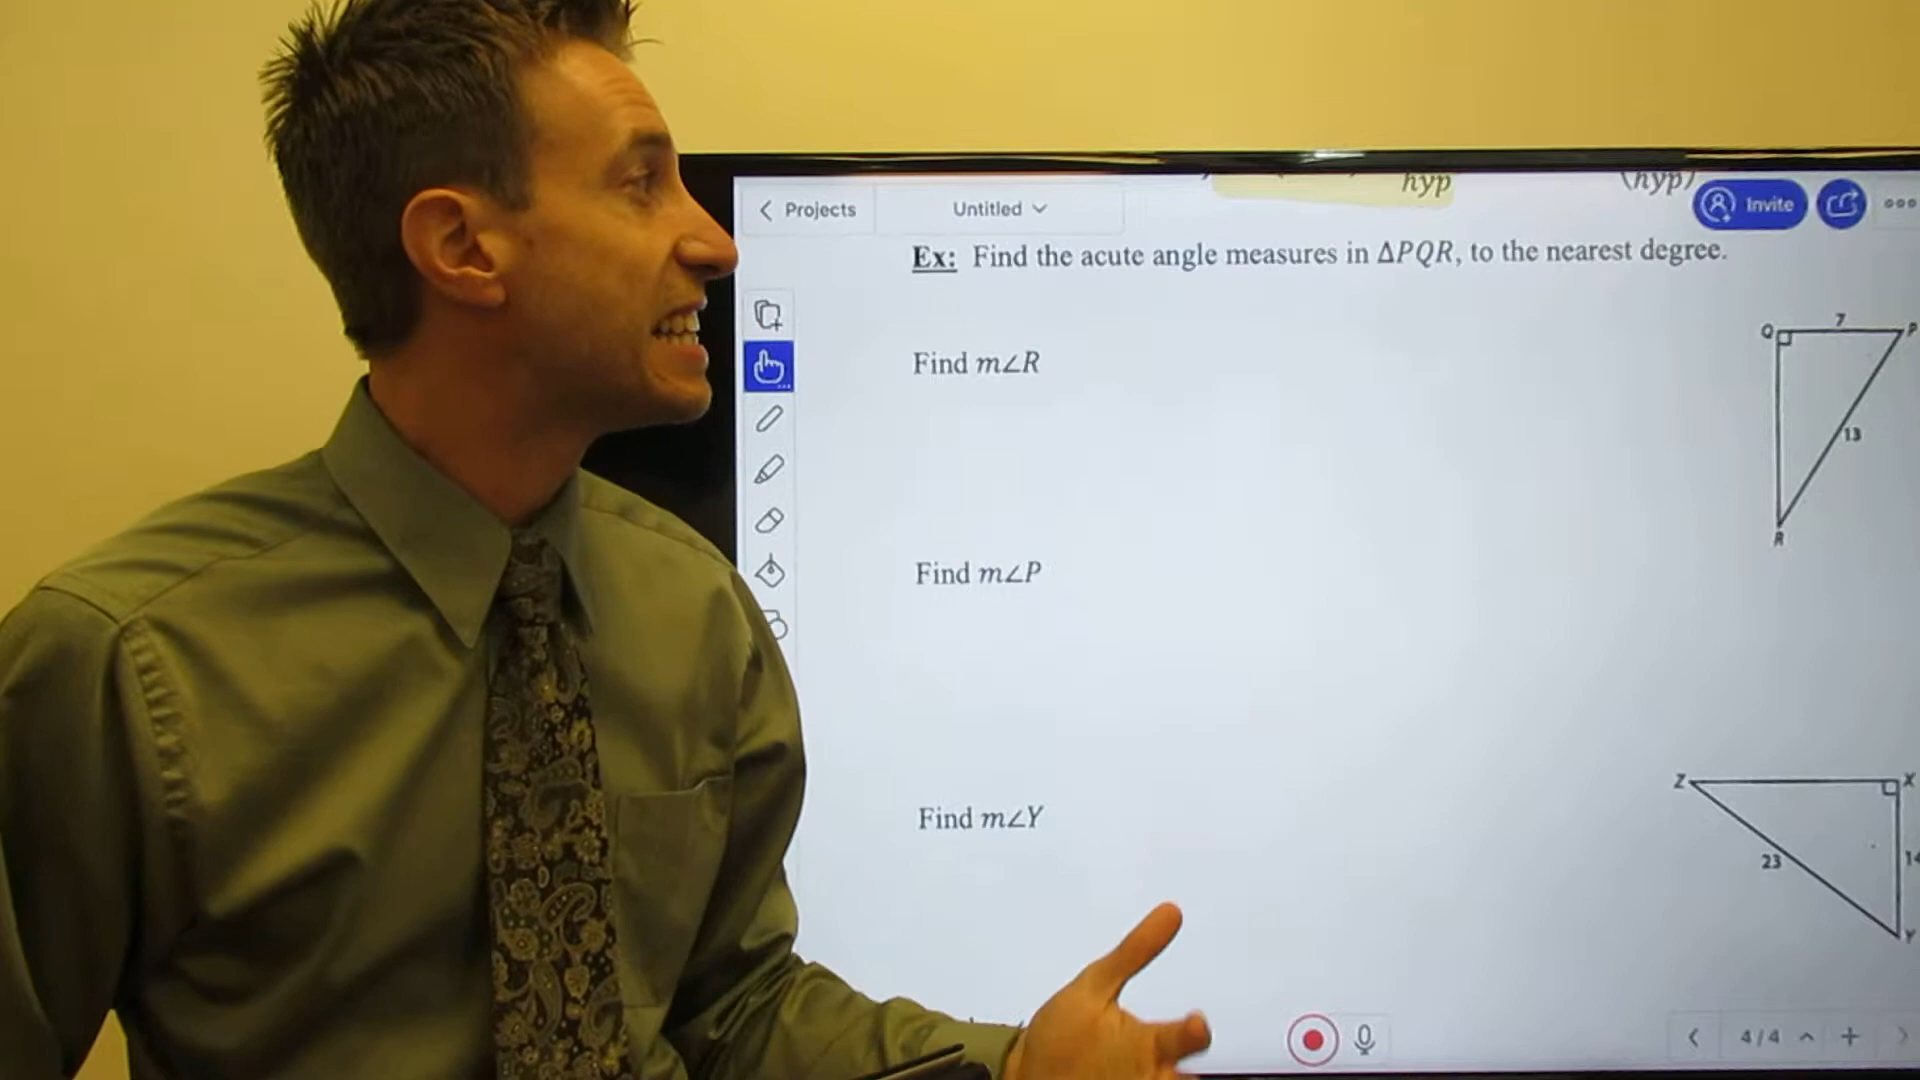 hyp
(hyp)
Projects
Untitled
Invite
Ex: Find the acute angle measures in ΔPQR, to the nearest degree.
7
Q
P
Find m∠R
13
R
Find m∠P
Z
X
Find m∠Y
23
14
Y
4/4